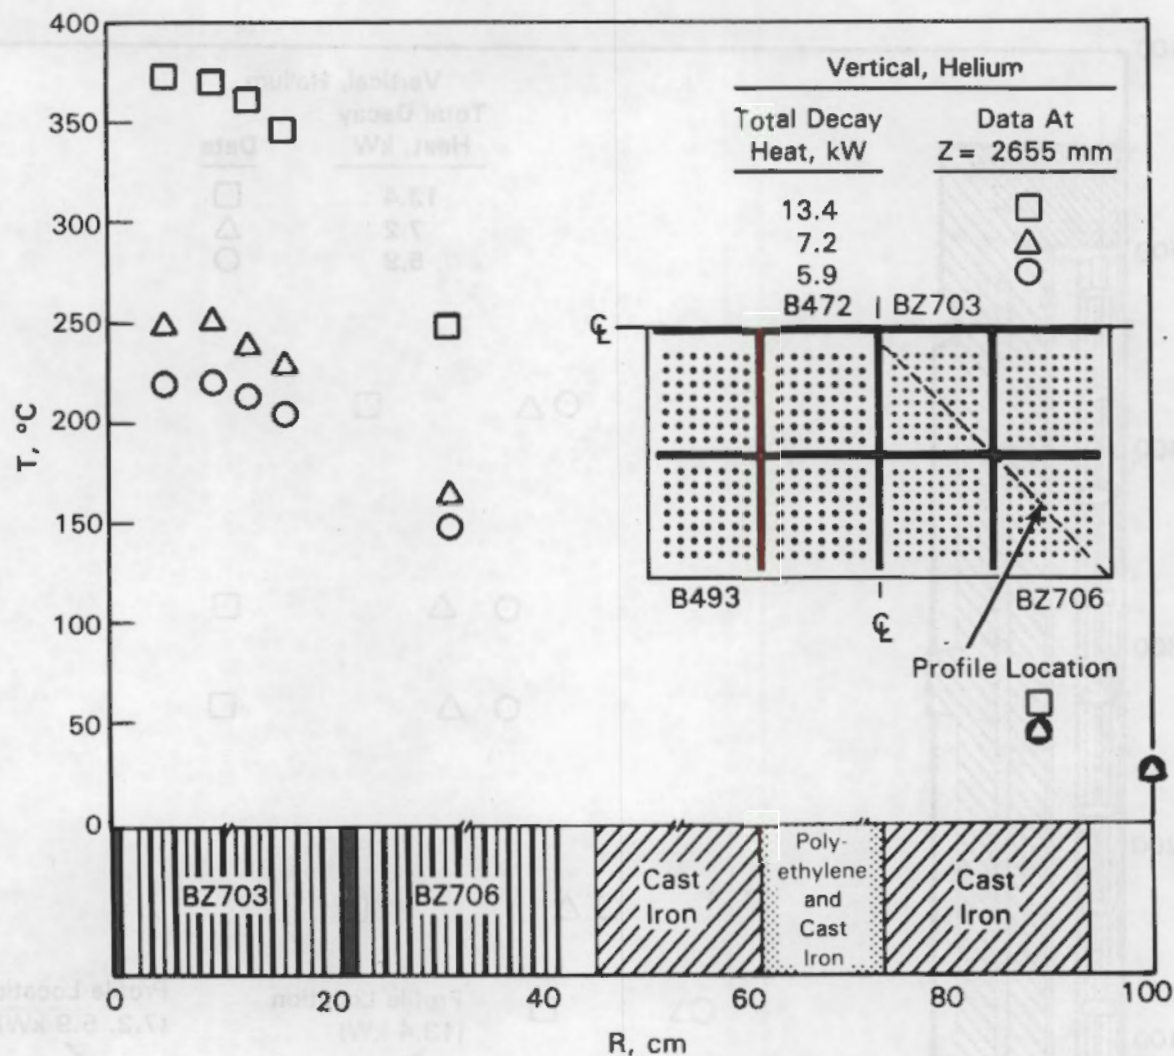 400
350
300
250
200
150
100
50
0
T, °C
Vertical, Helium
Total Decay Heat, kW
Data At Z = 2655 mm
13.4
7.2
5.9
B472
BZ703
℄
B493
BZ706
℄
Profile Location
BZ703
BZ706
Cast Iron
Poly-
ethylene
and
Cast
Iron
Cast Iron
0
20
40
60
80
100
R, cm